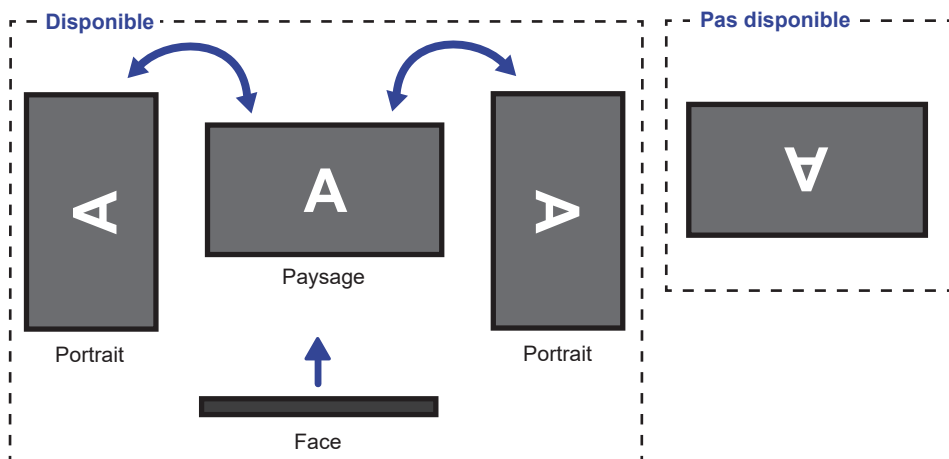 Disponible
Pas disponible
A
A
A
A
Paysage
Portrait
Portrait
Face